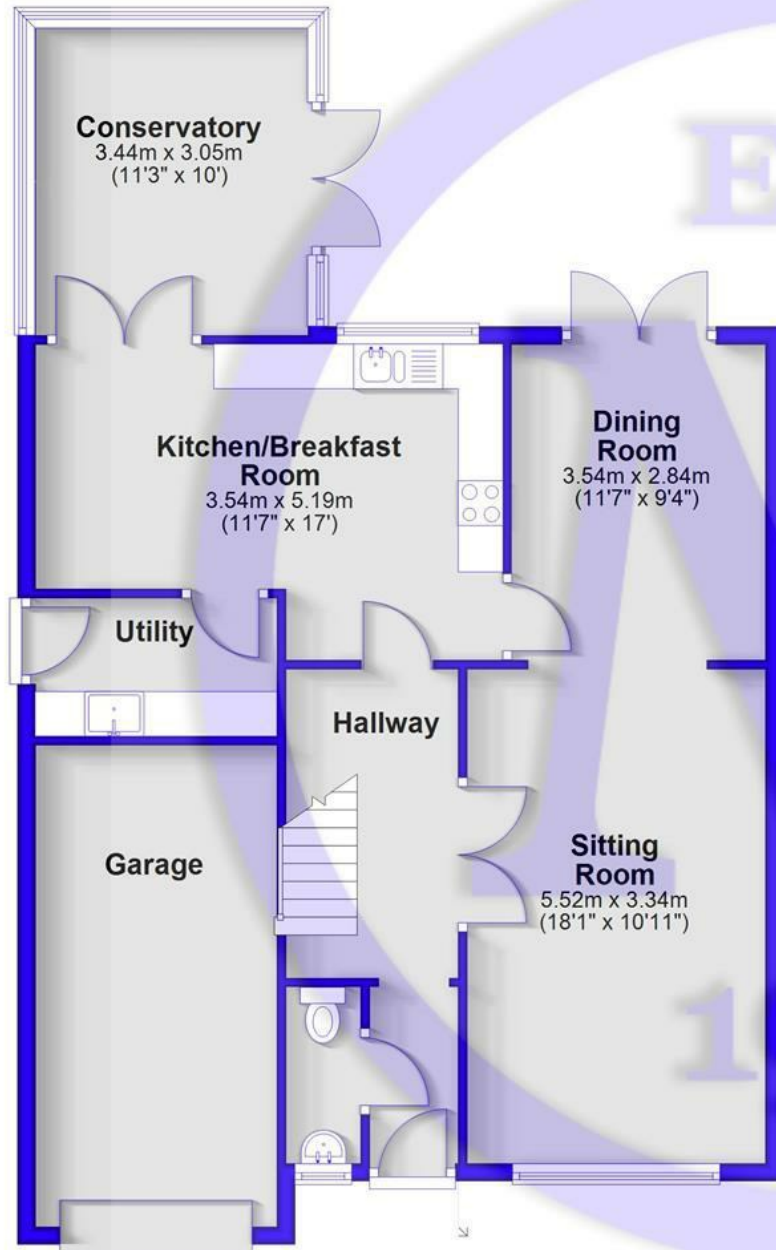 Conservatory
3.44m x 3.05m
(11'3" x 10')
Kitchen/Breakfast
Room
3.54m x 5.19m
(11'7" x 17')
Dining
Room
3.54m x 2.84m
(11'7" x 9'4")
Utility
Hallway
Garage
Sitting
Room
5.52m x 3.34m
(18'1" x 10'11")